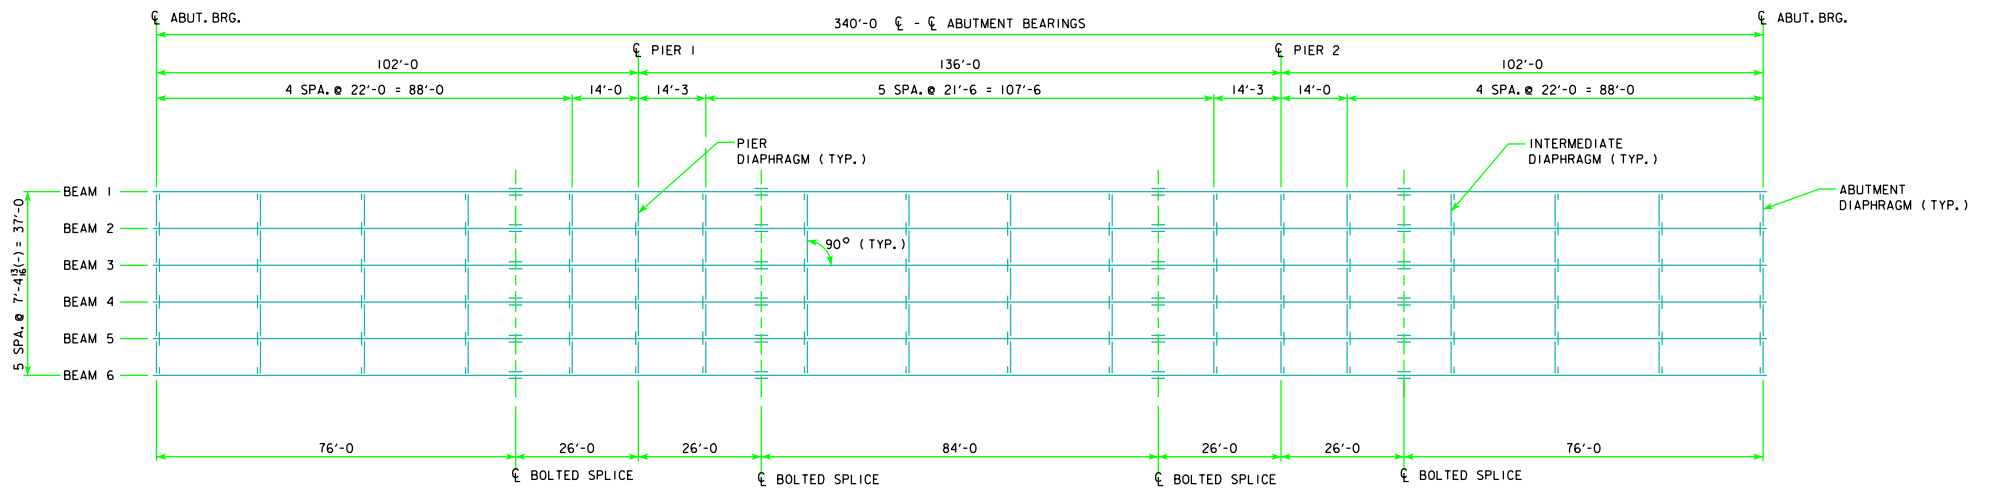 ℄ ABUT. BRG.
340'-0 ℄ - ℄ ABUTMENT BEARINGS
℄ ABUT. BRG.
℄ PIER 1
℄ PIER 2
102'-0
136'-0
102'-0
4 SPA. @ 22'-0 = 88'-0
14'-0
14'-3
5 SPA. @ 21'-6 = 107'-6
14'-3
14'-0
4 SPA. @ 22'-0 = 88'-0
PIER
DIAPHRAGM (TYP.)
INTERMEDIATE
DIAPHRAGM (TYP.)
ABUTMENT
DIAPHRAGM (TYP.)
BEAM 1
BEAM 2
BEAM 3
BEAM 4
BEAM 5
BEAM 6
5 SPA. @ 7'-4 13/16(-) = 37'-0
90° (TYP.)
76'-0
26'-0
26'-0
84'-0
26'-0
26'-0
76'-0
℄ BOLTED SPLICE
℄ BOLTED SPLICE
℄ BOLTED SPLICE
℄ BOLTED SPLICE